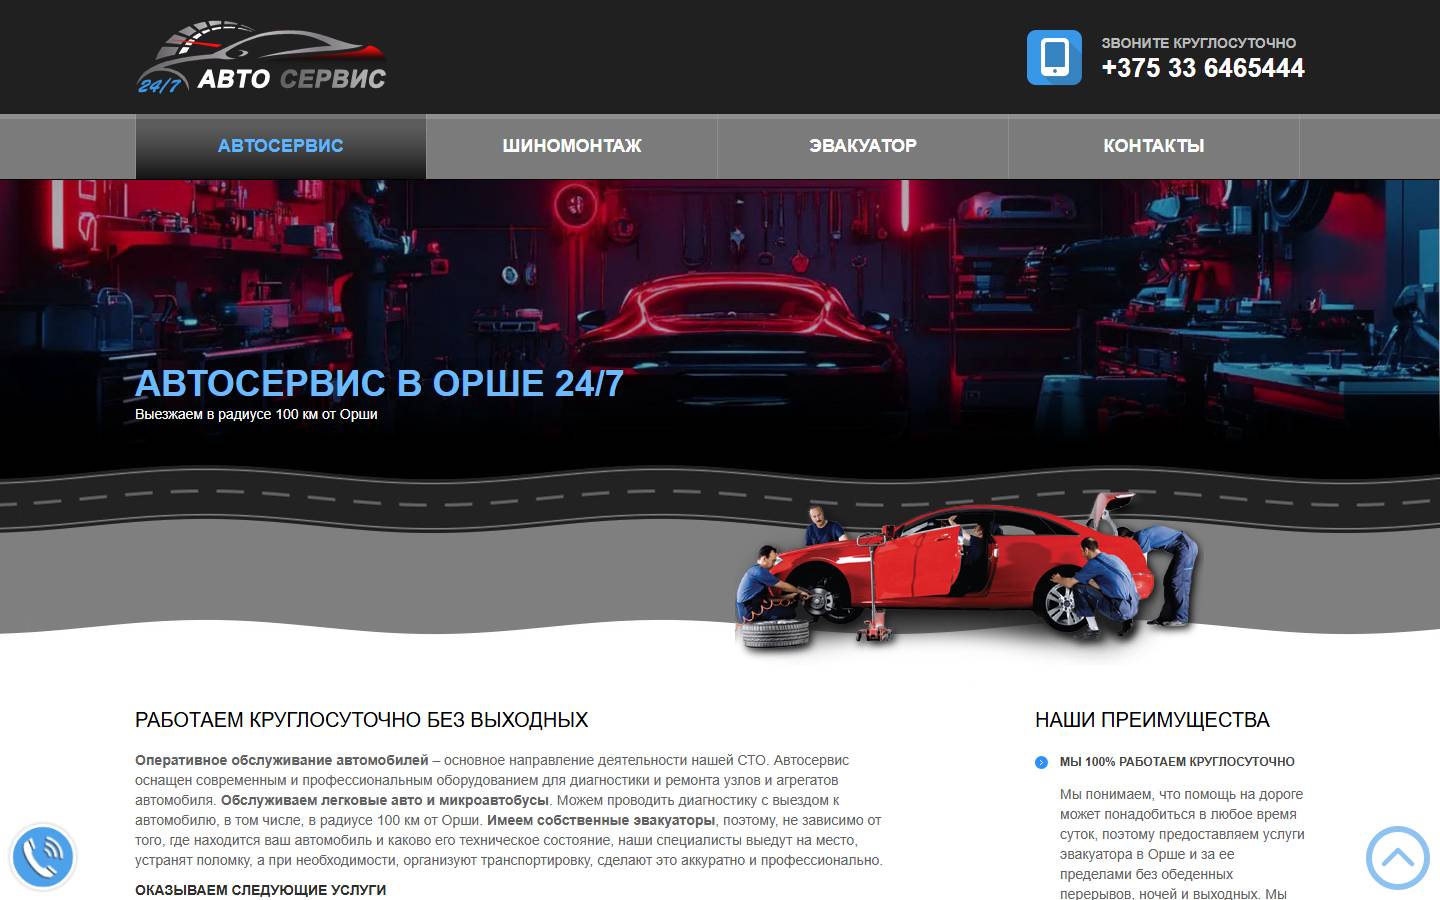 24/7 АВТО СЕРВИС
ЗВОНИТЕ КРУГЛОСУТОЧНО
+375 33 6465444
АВТОСЕРВИС
ШИНОМОНТАЖ
ЭВАКУАТОР
КОНТАКТЫ
АВТОСЕРВИС В ОРШЕ 24/7
Выезжаем в радиусе 100 км от Орши
РАБОТАЕМ КРУГЛОСУТОЧНО БЕЗ ВЫХОДНЫХ
Оперативное обслуживание автомобилей – основное направление деятельности нашей СТО. Автосервис
оснащен современным и профессиональным оборудованием для диагностики и ремонта узлов и агрегатов
автомобиля. Обслуживаем легковые авто и микроавтобусы. Можем проводить диагностику с выездом к
автомобилю, в том числе, в радиусе 100 км от Орши. Имеем собственные эвакуаторы, поэтому, не зависимо от
того, где находится ваш автомобиль и каково его техническое состояние, наши специалисты выедут на место,
устранят поломку, а при необходимости, организуют транспортировку, сделают это аккуратно и профессионально.
ОКАЗЫВАЕМ СЛЕДУЮЩИЕ УСЛУГИ
НАШИ ПРЕИМУЩЕСТВА
МЫ 100% РАБОТАЕМ КРУГЛОСУТОЧНО
Мы понимаем, что помощь на дороге
может понадобиться в любое время
суток, поэтому предоставляем услуги
эвакуатора в Орше и за ее
пределами без обеденных
перерывов, ночей и выходных. Мы